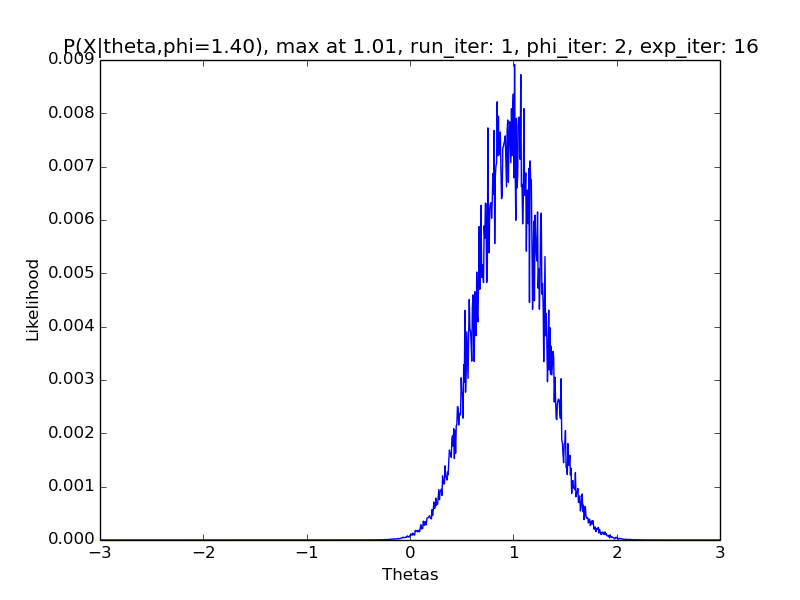 P(X|theta,phi=1.40), max at 1.01, run_iter: 1, phi_iter: 2, exp_iter: 16
0.009
0.008
0.007
0.006
0.005
0.004
0.003
0.002
0.001
0.000
Likelihood
−3 −2 −1 0 1 2 3
Thetas